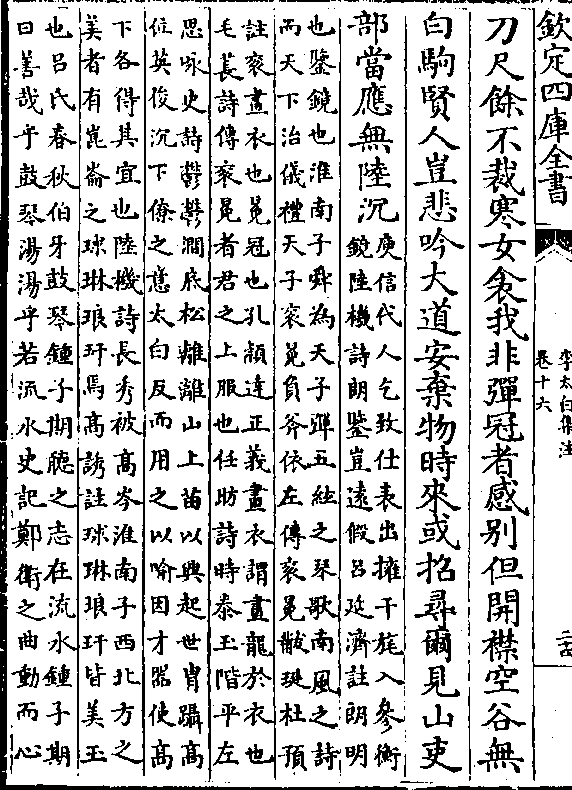 欽定四庫全書
李太白集注
卷十六
二十四
刀尺餘不裁寒女衾我非彈冠者感别但開襟空谷無
白駒賢人豈悲吟大道安棄物時來或招尋爾見山吏
部當應無陸沉
庾信代人乞致仕表出擁干旄入參衡
鏡陸機詩朗鑒豈逺假吕延濟註朗明
也鑒鏡也淮南子舜為天子彈五絃之琴歌南風之詩
而天下治儀禮天子衮冕負斧依左傳衮冕黻珽杜預
註衮畫衣也冕冠也孔頴達正義畫衣謂畫龍於衣也
毛萇詩傳衮冕者君之上服也任昉詩時泰玉階平左
思咏史詩鬱鬱澗底松離離山上苗以興起世胄躡髙
位英俊沉下僚之意太白反而用之以喻因才器使髙
下各得其宜也陸機詩長秀被髙岑淮南子西北方之
美者有崑崙之球琳琅玕焉髙誘註球琳琅玕皆美玉
也吕氏春秋伯牙鼓琴鍾子期聽之志在流水鍾子期
曰善哉乎鼓琴湯湯乎若流水史記鄭衛之曲動而心